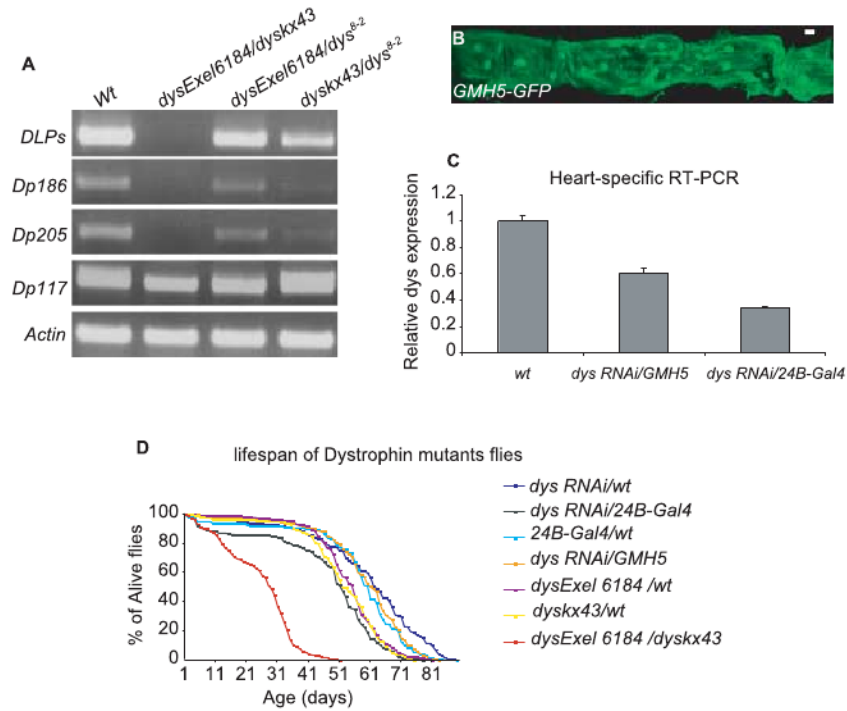 A
Wt
dysExel6184/dyskx43
dysExel6184/dys8-2
dyskx43/dys8-2
DLPs
Dp186
Dp205
Dp117
Actin
B
GMH5-GFP
C
Heart-specific RT-PCR
Relative dys expression
1.2
1
0.8
0.6
0.4
0.2
0
wt
dys RNAi/GMH5
dys RNAi/24B-Gal4
D
lifespan of Dystrophin mutants flies
% of Alive flies
100
80
60
40
20
0
1 11 21 31 41 51 61 71 81
Age (days)
dys RNAi/wt
dys RNAi/24B-Gal4
24B-Gal4/wt
dys RNAi/GMH5
dysExel 6184 /wt
dyskx43/wt
dysExel 6184 /dyskx43